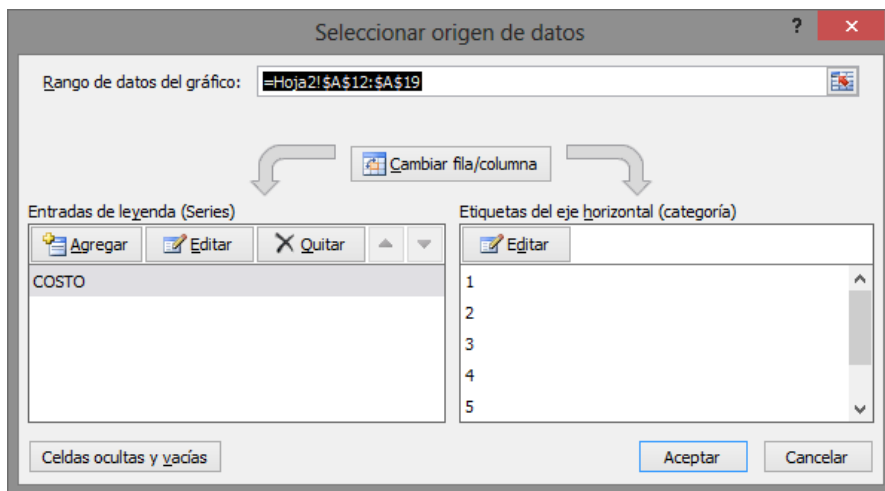 Seleccionar origen de datos
?
Rango de datos del gráfico: =Hoja2!$A$12:$A$19
Cambiar fila/columna
Entradas de leyenda (Series)
Agregar Editar Quitar
COSTO
Etiquetas del eje horizontal (categoría)
Editar
1
2
3
4
5
Celdas ocultas y vacías
Aceptar Cancelar